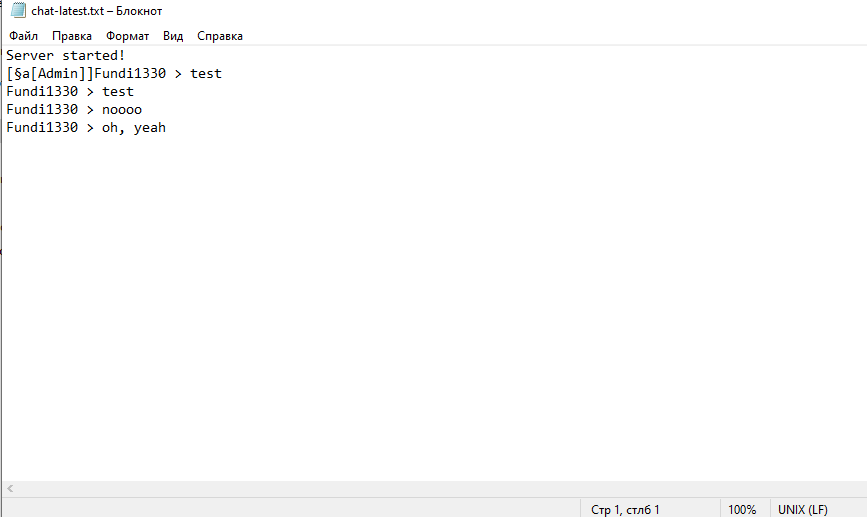 chat-latest.txt – Блокнот
Файл Правка Формат Вид Справка
Server started!
[§a[Admin]]Fundi1330 > test
Fundi1330 > test
Fundi1330 > noooo
Fundi1330 > oh, yeah
Стр 1, стлб 1 100% UNIX (LF)